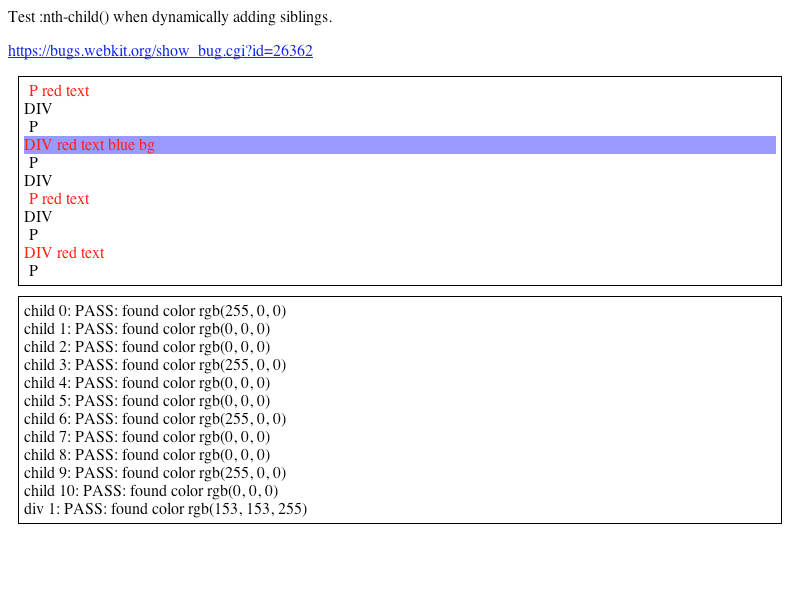 Test :nth-child() when dynamically adding siblings.
https://bugs.webkit.org/show_bug.cgi?id=26362
P red text
DIV
P
DIV red text blue bg
P
DIV
P red text
DIV
P
DIV red text
P
child 0: PASS: found color rgb(255, 0, 0)
child 1: PASS: found color rgb(0, 0, 0)
child 2: PASS: found color rgb(0, 0, 0)
child 3: PASS: found color rgb(255, 0, 0)
child 4: PASS: found color rgb(0, 0, 0)
child 5: PASS: found color rgb(0, 0, 0)
child 6: PASS: found color rgb(255, 0, 0)
child 7: PASS: found color rgb(0, 0, 0)
child 8: PASS: found color rgb(0, 0, 0)
child 9: PASS: found color rgb(255, 0, 0)
child 10: PASS: found color rgb(0, 0, 0)
div 1: PASS: found color rgb(153, 153, 255)